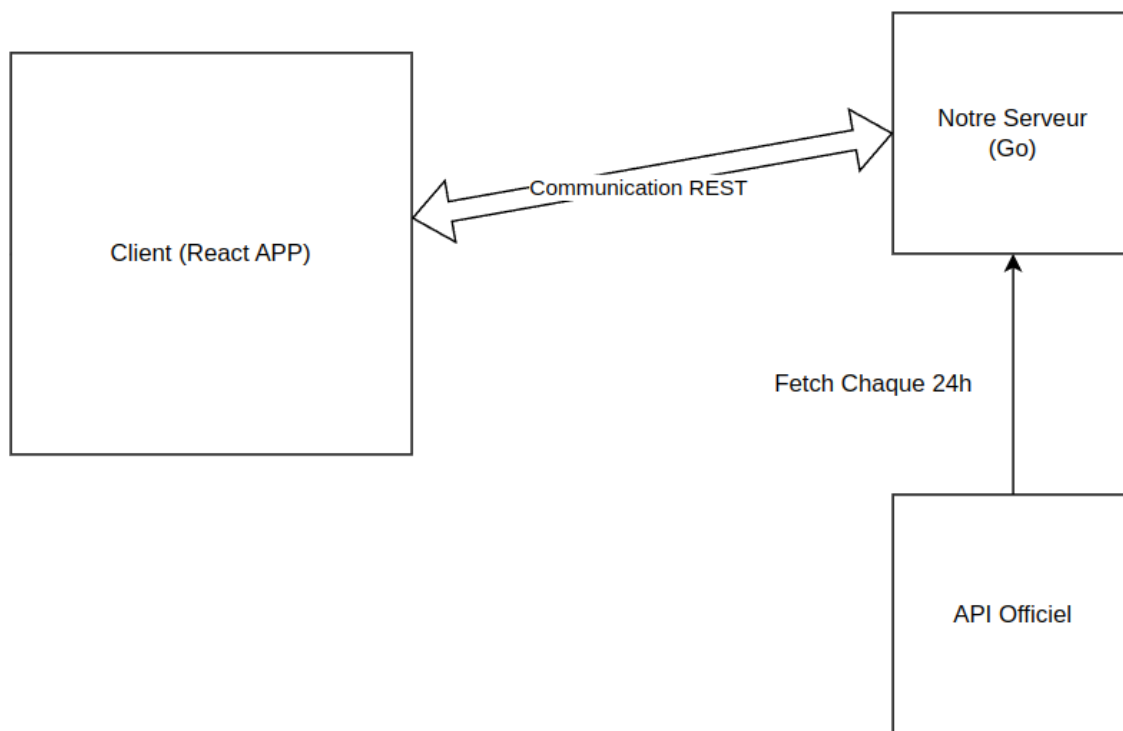 Notre Serveur
(Go)
Communication REST
Client (React APP)
Fetch Chaque 24h
API Officiel